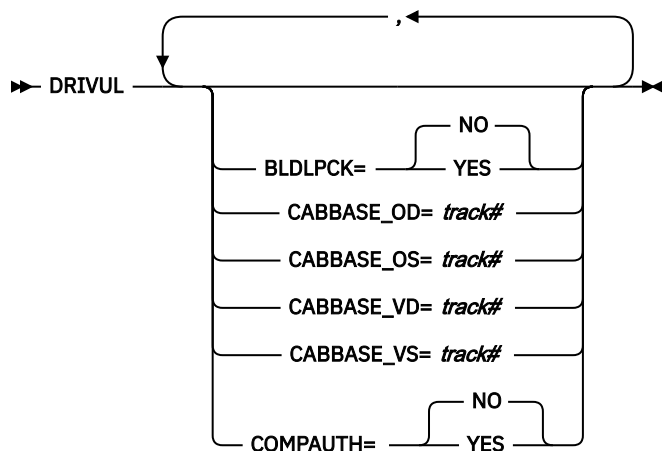 ,
DRIVUL
NO
BLDLPCK= YES
CABBASE_OD= track#
CABBASE_OS= track#
CABBASE_VD= track#
CABBASE_VS= track#
NO
COMPAUTH= YES